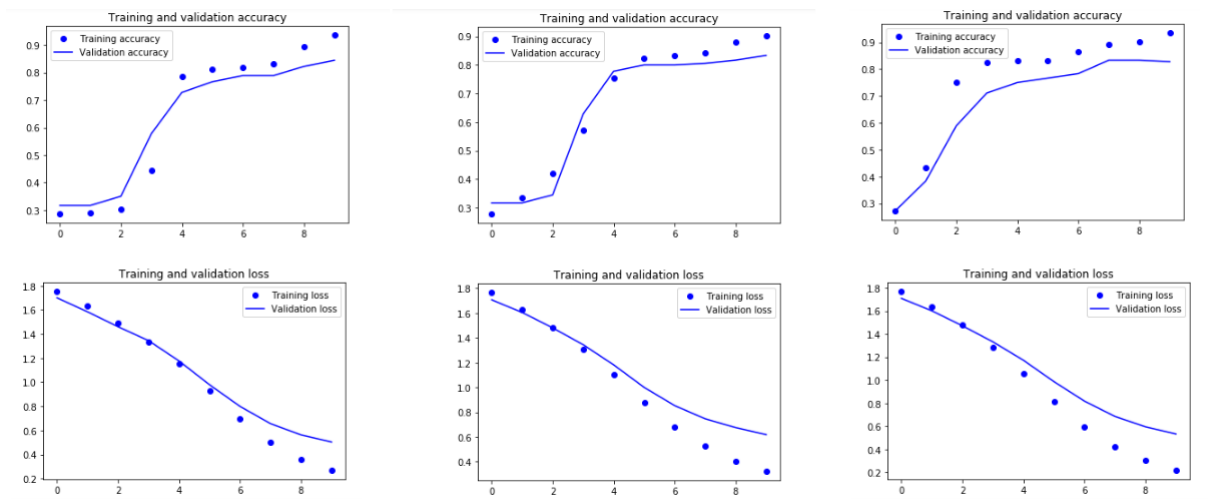 Training and validation accuracy
Training accuracy
Validation accuracy
0.9
0.8
0.7
0.6
0.5
0.4
0.3
0 2 4 6 8
Training and validation accuracy
Training accuracy
Validation accuracy
0.9
0.8
0.7
0.6
0.5
0.4
0.3
0 2 4 6 8
Training and validation accuracy
Training accuracy
Validation accuracy
0.9
0.8
0.7
0.6
0.5
0.4
0.3
0 2 4 6 8
Training and validation loss
Training loss
Validation loss
1.8
1.6
1.4
1.2
1.0
0.8
0.6
0.4
0.2
0 2 4 6 8
Training and validation loss
Training loss
Validation loss
1.8
1.6
1.4
1.2
1.0
0.8
0.6
0.4
0 2 4 6 8
Training and validation loss
Training loss
Validation loss
1.8
1.6
1.4
1.2
1.0
0.8
0.6
0.4
0.2
0 2 4 6 8